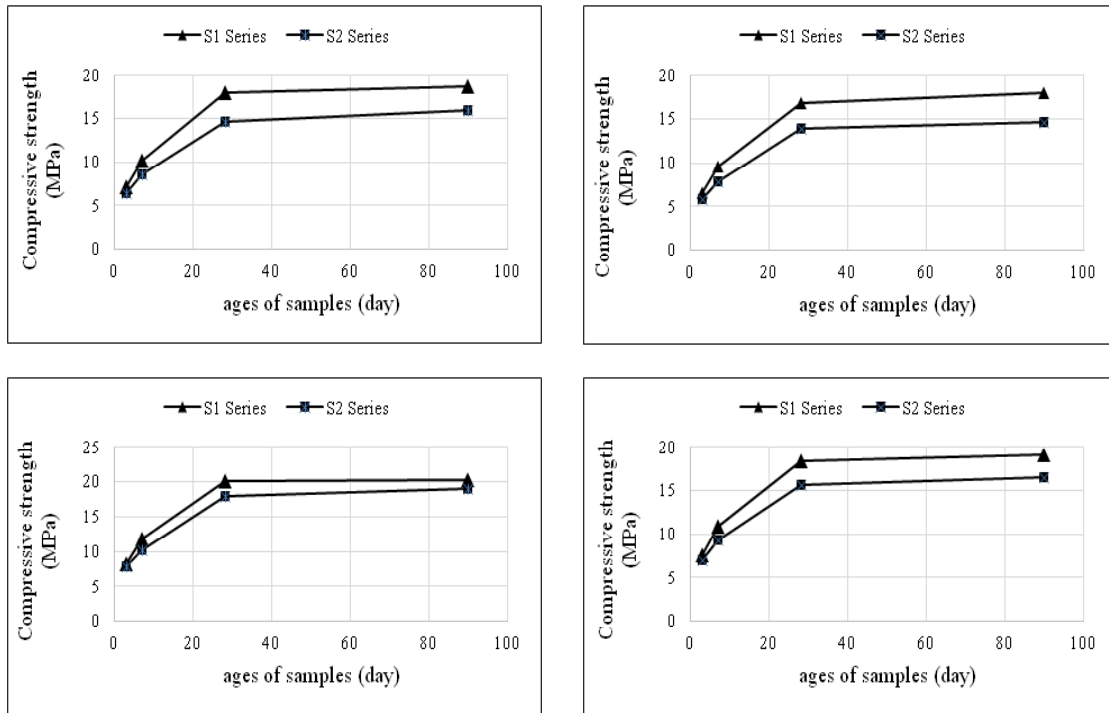 S1 Series S2 Series
Compressive strength
(MPa)
20
15
10
5
0
0 20 40 60 80 100
ages of samples (day)
S1 Series S2 Series
Compressive strength
(MPa)
20
15
10
5
0
0 20 40 60 80 100
ages of samples (day)
S1 Series S2 Series
Compressive strength
(MPa)
25
20
15
10
5
0
0 20 40 60 80 100
ages of samples (day)
S1 Series S2 Series
Compressive strength
(MPa)
20
15
10
5
0
0 20 40 60 80 100
ages of samples (day)